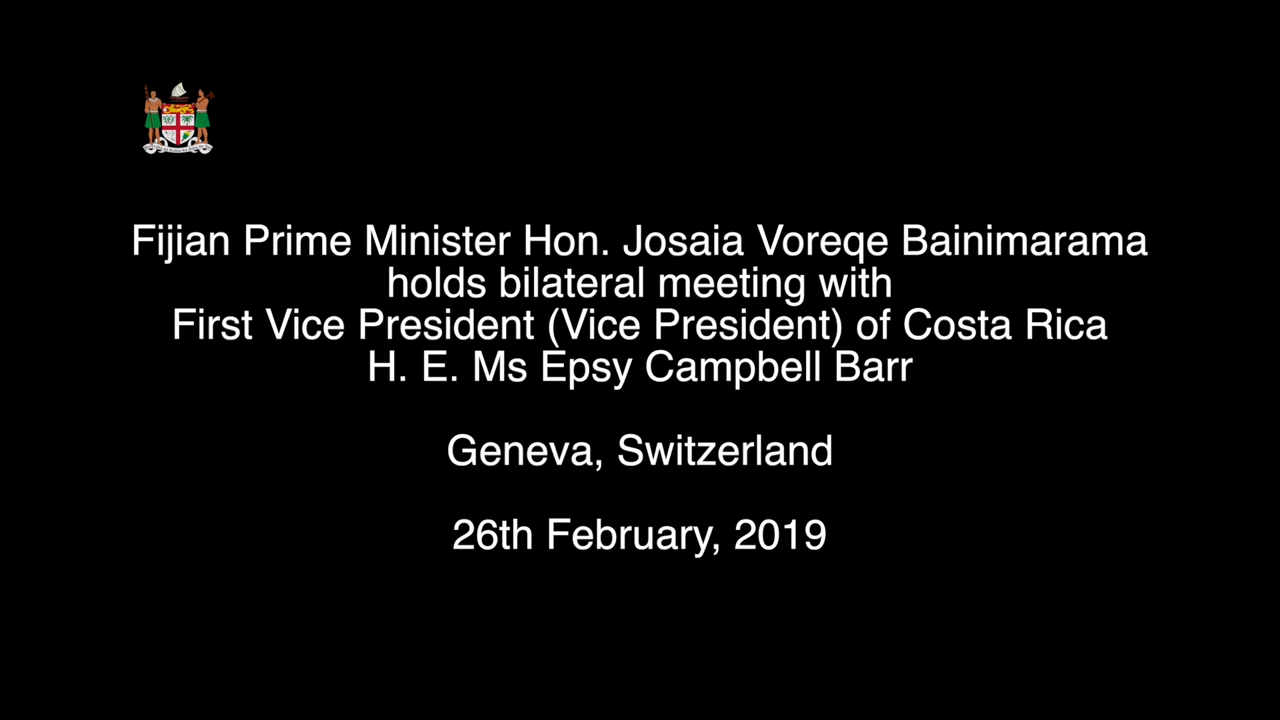 Fijian Prime Minister Hon. Josaia Voreqe Bainimarama
holds bilateral meeting with
First Vice President (Vice President) of Costa Rica
H. E. Ms Epsy Campbell Barr
Geneva, Switzerland
26th February, 2019